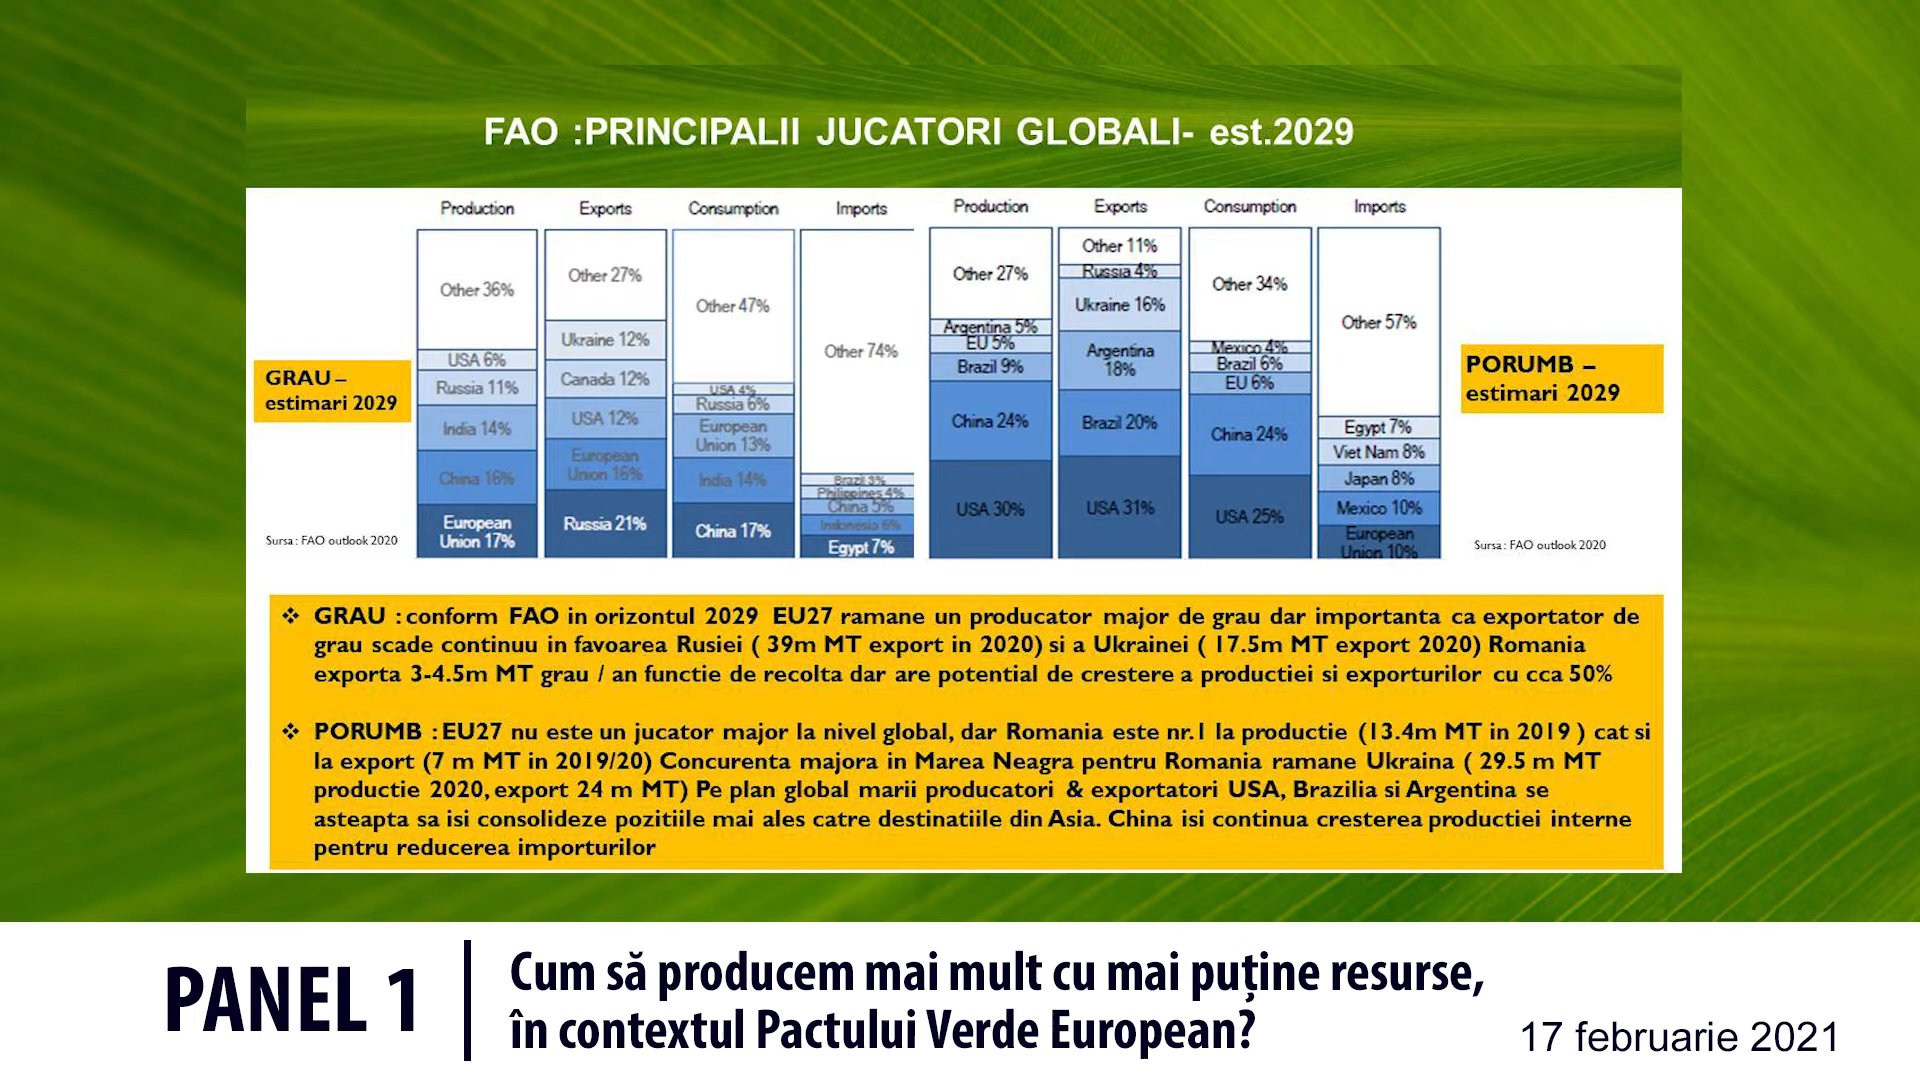 FAO :PRINCIPALII JUCATORI GLOBALI- est.2029
GRAU –
estimari 2029
Sursa: FAO outlook 2020
Production
Other 36%
USA 6%
Russia 11%
India 14%
China 16%
European
Union 17%
Exports
Other 27%
Ukraine 12%
Canada 12%
USA 12%
European
Union 16%
Russia 21%
Consumption
Other 47%
USA 4%
Russia 6%
European
Union 13%
India 14%
China 17%
Imports
Other 74%
Brazil 3%
Philippines 4%
China 5%
Indonesia 6%
Egypt 7%
Production
Other 27%
Argentina 5%
EU 5%
Brazil 9%
China 24%
USA 30%
Exports
Other 11%
Russia 4%
Ukraine 16%
Argentina
18%
Brazil 20%
USA 31%
Consumption
Other 34%
Mexico 4%
Brazil 6%
EU 6%
China 24%
USA 25%
Imports
Other 57%
Egypt 7%
Viet Nam 8%
Japan 8%
Mexico 10%
European
Union 10%
PORUMB –
estimari 2029
Sursa: FAO outlook 2020
❖ GRAU : conform FAO in orizontul 2029 EU27 ramane un producator major de grau dar importanta ca exportator de
grau scade continuu in favoarea Rusiei ( 39m MT export in 2020) si a Ukrainei ( 17.5m MT export 2020) Romania
exporta 3-4.5m MT grau / an functie de recolta dar are potential de crestere a productiei si exporturilor cu cca 50%
❖ PORUMB : EU27 nu este un jucator major la nivel global, dar Romania este nr.1 la productie (13.4m MT in 2019 ) cat si
la export (7 m MT in 2019/20) Concurenta majora in Marea Neagra pentru Romania ramane Ukraina ( 29.5 m MT
productie 2020, export 24 m MT) Pe plan global marii producatori & exportatori USA, Brazilia si Argentina se
asteapta sa isi consolideze pozitiile mai ales catre destinatiile din Asia. China isi continua cresterea productiei interne
pentru reducerea importurilor
PANEL 1
Cum să producem mai mult cu mai puține resurse,
în contextul Pactului Verde European?
17 februarie 2021